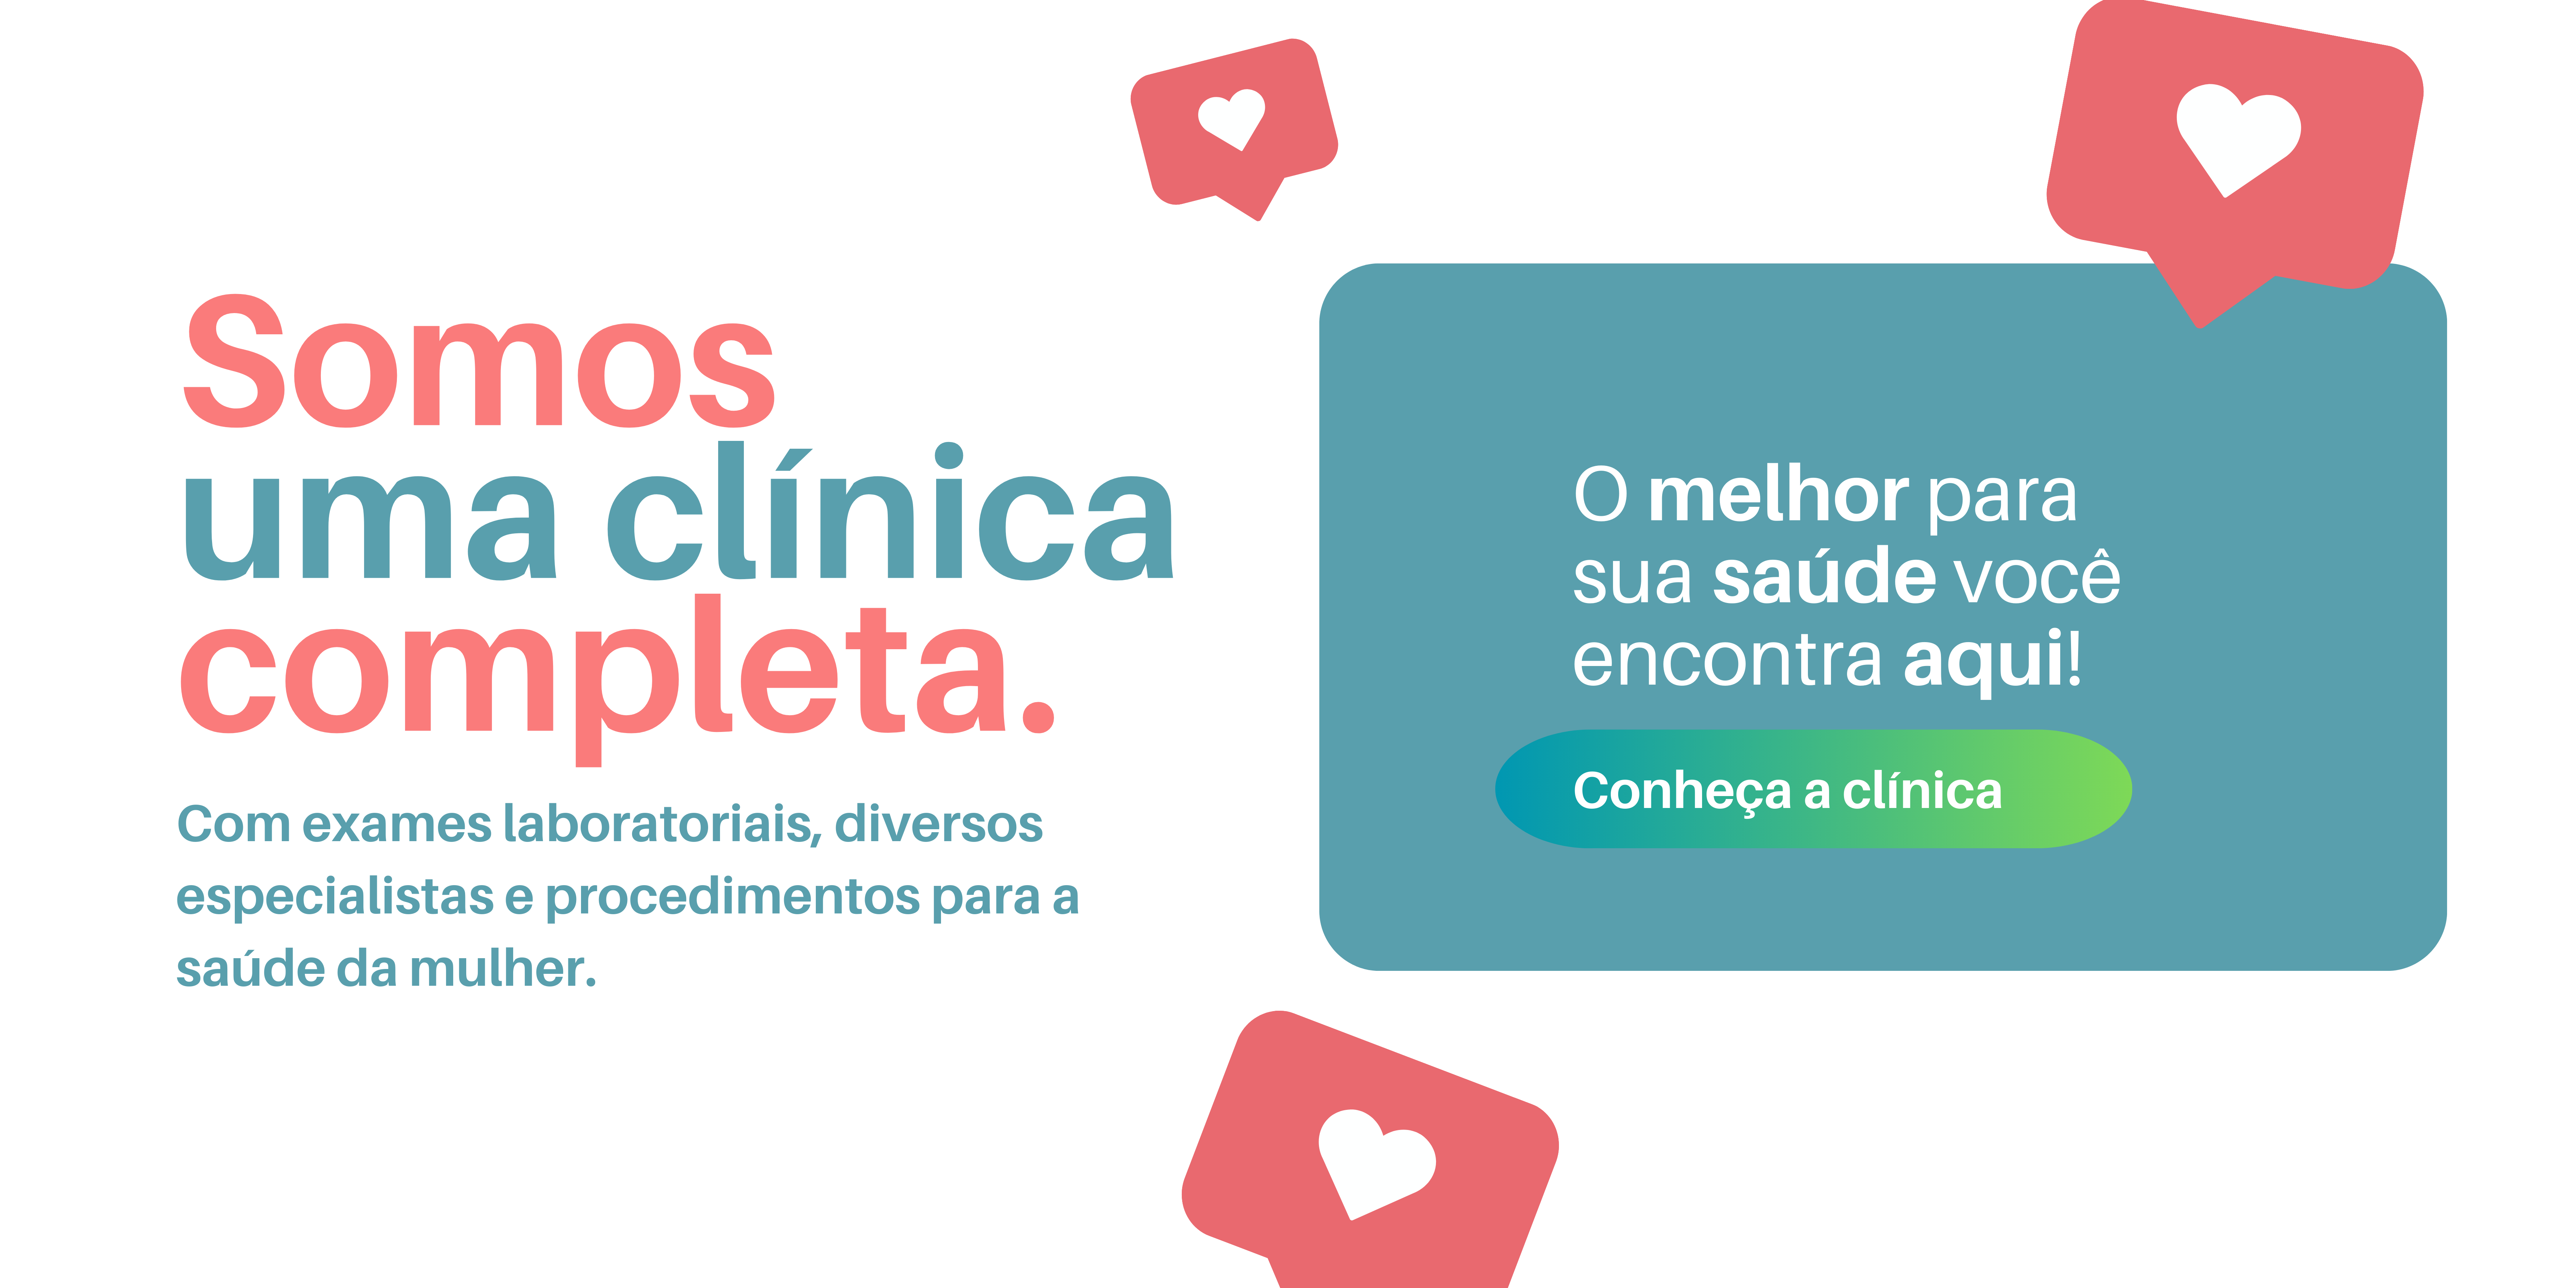 Somos
uma clínica
completa.
Com exames laboratoriais, diversos
especialistas e procedimentos para a
saúde da mulher.
O melhor para
sua saúde você
encontra aqui!
Conheça a clínica